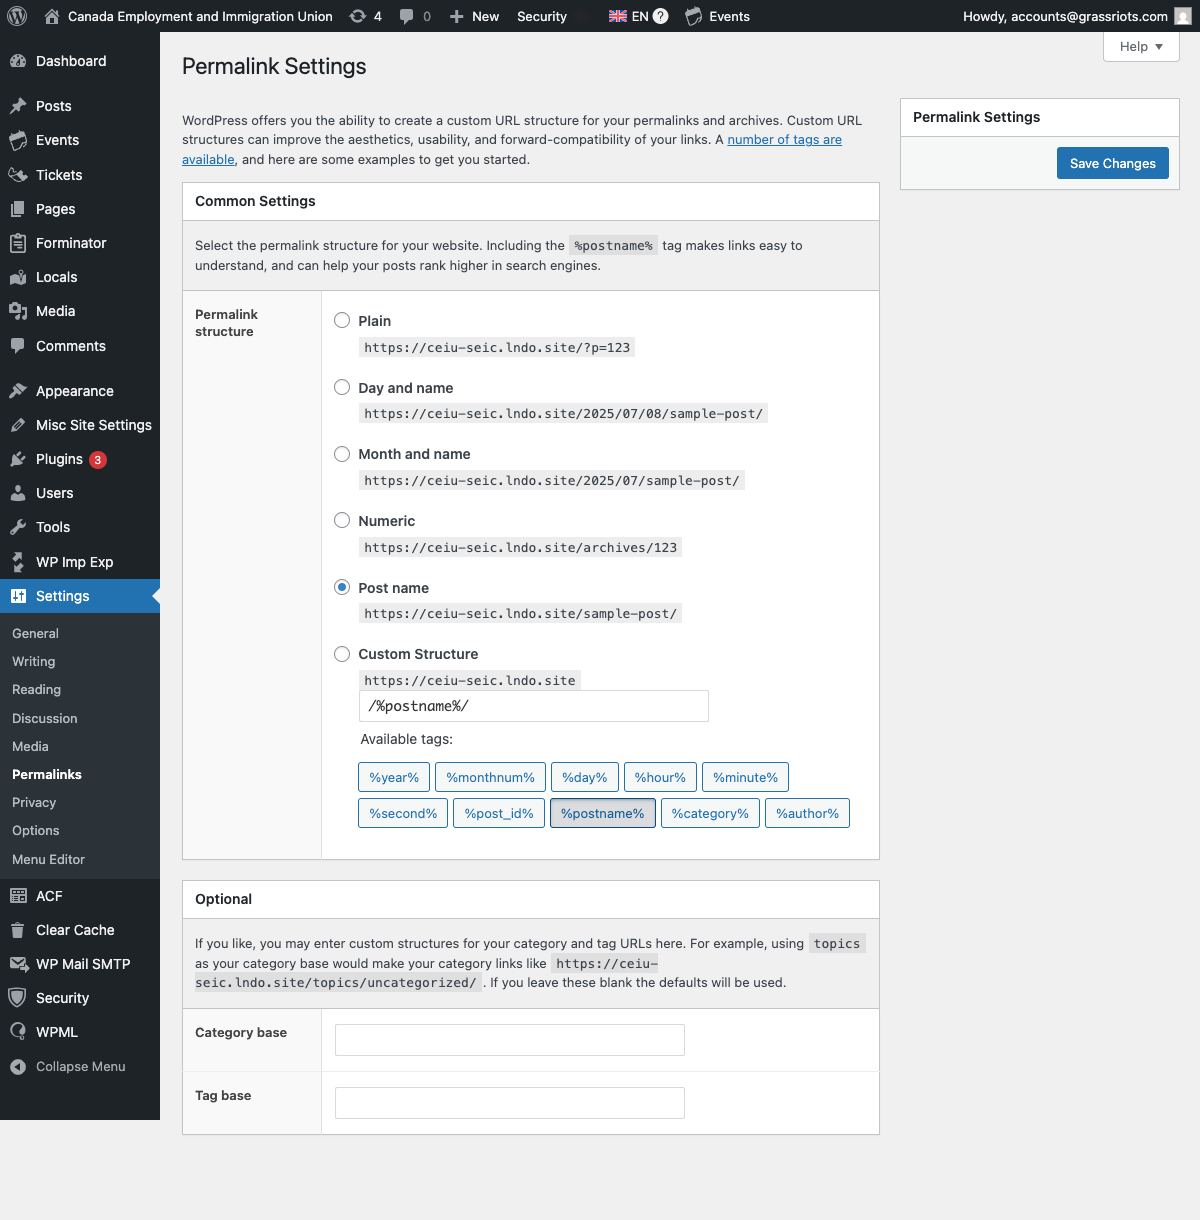 Canada Employment and Immigration Union 4 0 New Security EN ? Events Howdy, accounts@grassriots.com
Help
Dashboard
Posts
Events
Tickets
Pages
Forminator
Locals
Media
Comments
Appearance
Misc Site Settings
Plugins 3
Users
Tools
WP Imp Exp
Settings
General
Writing
Reading
Discussion
Media
Permalinks
Privacy
Options
Menu Editor
ACF
Clear Cache
WP Mail SMTP
Security
WPML
Collapse Menu
Permalink Settings
WordPress offers you the ability to create a custom URL structure for your permalinks and archives. Custom URL
structures can improve the aesthetics, usability, and forward-compatibility of your links. A number of tags are
available, and here are some examples to get you started.
Common Settings
Select the permalink structure for your website. Including the %postname% tag makes links easy to
understand, and can help your posts rank higher in search engines.
Permalink
structure
Plain
https://ceiu-seic.lndo.site/?p=123
Day and name
https://ceiu-seic.lndo.site/2025/07/08/sample-post/
Month and name
https://ceiu-seic.lndo.site/2025/07/sample-post/
Numeric
https://ceiu-seic.lndo.site/archives/123
Post name
https://ceiu-seic.lndo.site/sample-post/
Custom Structure
https://ceiu-seic.lndo.site
/%postname%/
Available tags:
%year% %monthnum% %day% %hour% %minute%
%second% %post_id% %postname% %category% %author%
Optional
If you like, you may enter custom structures for your category and tag URLs here. For example, using topics
as your category base would make your category links like https://ceiu-
seic.lndo.site/topics/uncategorized/ . If you leave these blank the defaults will be used.
Category base
Tag base
Permalink Settings
Save Changes